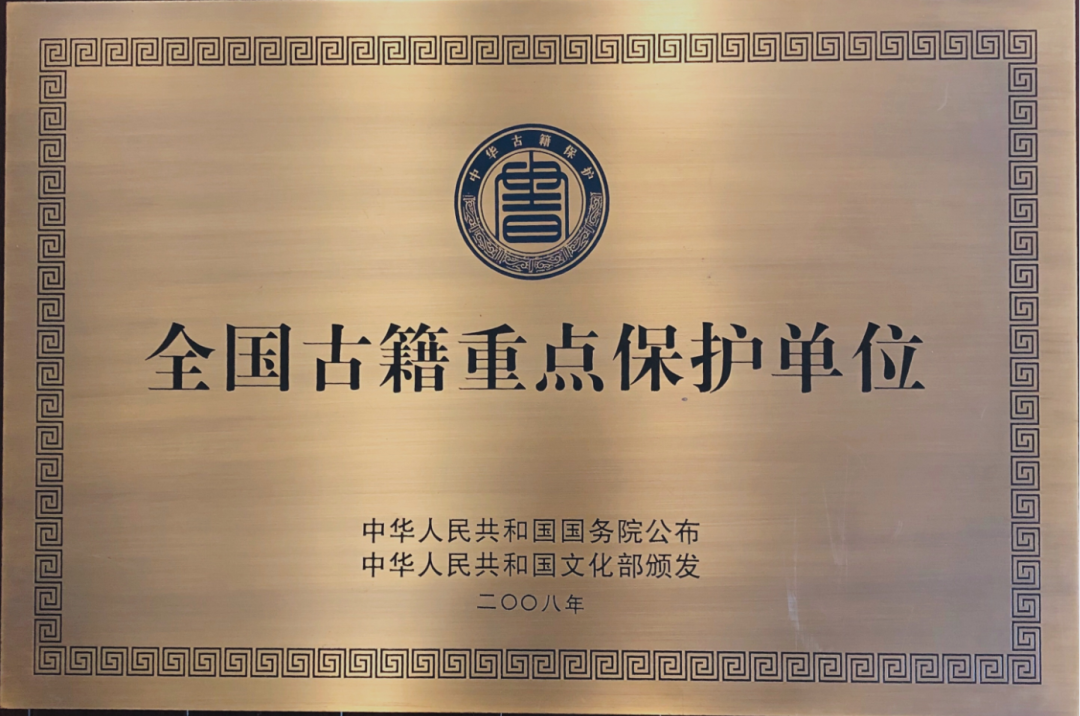 中华古籍保护
書
全国古籍重点保护单位
中华人民共和国国务院公布
中华人民共和国文化部颁发
二〇〇八年